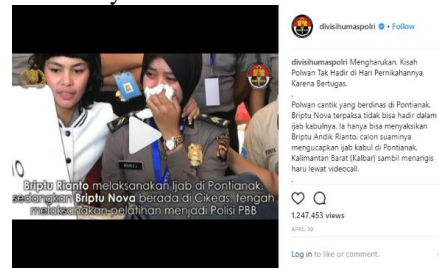 divisihumaspolri • Follow
divisihumaspolri Mengharukan. Kisah
Polwan Tak Hadir di Hari Pernikahannya
Karena Bertugas.
.
Polwan cantik yang berdinas di Pontianak,
Briptu Nova terpaksa tidak bisa hadir dalam
ijab kabulnya. Ia hanya bisa menyaksikan
Briptu Andik Rianto, calon suaminya
mengucapkan ijab kabul di Pontianak,
Kalimantan Barat (Kalbar) sambil menangis
haru lewat videocall.
.
Briptu Rianto melaksanakan Ijab di Pontianak,
sedangkan Briptu Nova berada di Cikeas, tengah
melaksanakan pelatihan menjadi Polisi PBB
1,247,453 views
APRIL 30
Log in to like or comment.